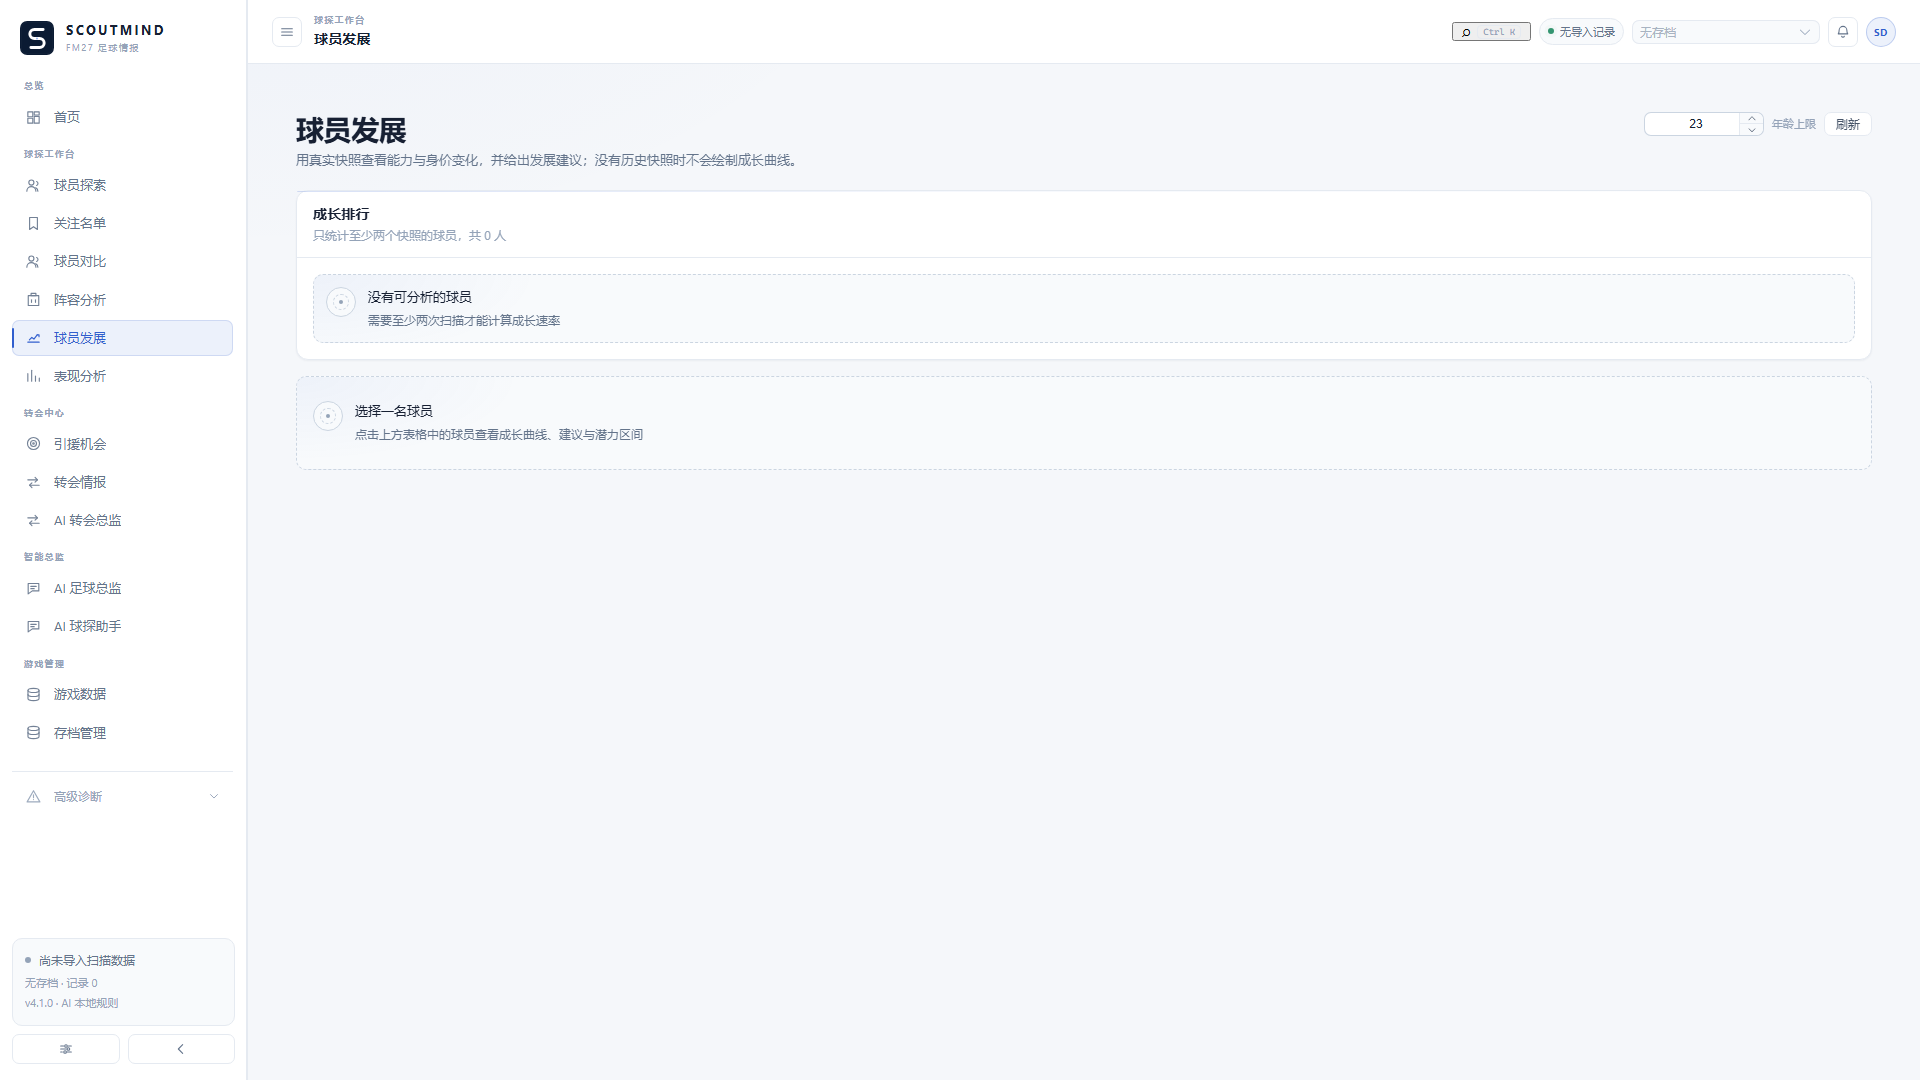 SCOUTMIND
FM27 足球情报
总览
首页
球探工作台
球员探索
关注名单
球员对比
阵容分析
球员发展
表现分析
转会中心
引援机会
转会情报
AI 转会总监
智能总监
AI 足球总监
AI 球探助手
游戏管理
游戏数据
存档管理
高级诊断
尚未导入扫描数据
无存档 · 记录 0
v4.1.0 · AI 本地规则
球探工作台
球员发展
Ctrl K
无导入记录
无存档
SD
球员发展
用真实快照查看能力与身价变化，并给出发展建议；没有历史快照时不会绘制成长曲线。
23
年龄上限
刷新
成长排行
只统计至少两个快照的球员，共 0 人
没有可分析的球员
需要至少两次扫描才能计算成长速率
选择一名球员
点击上方表格中的球员查看成长曲线、建议与潜力区间